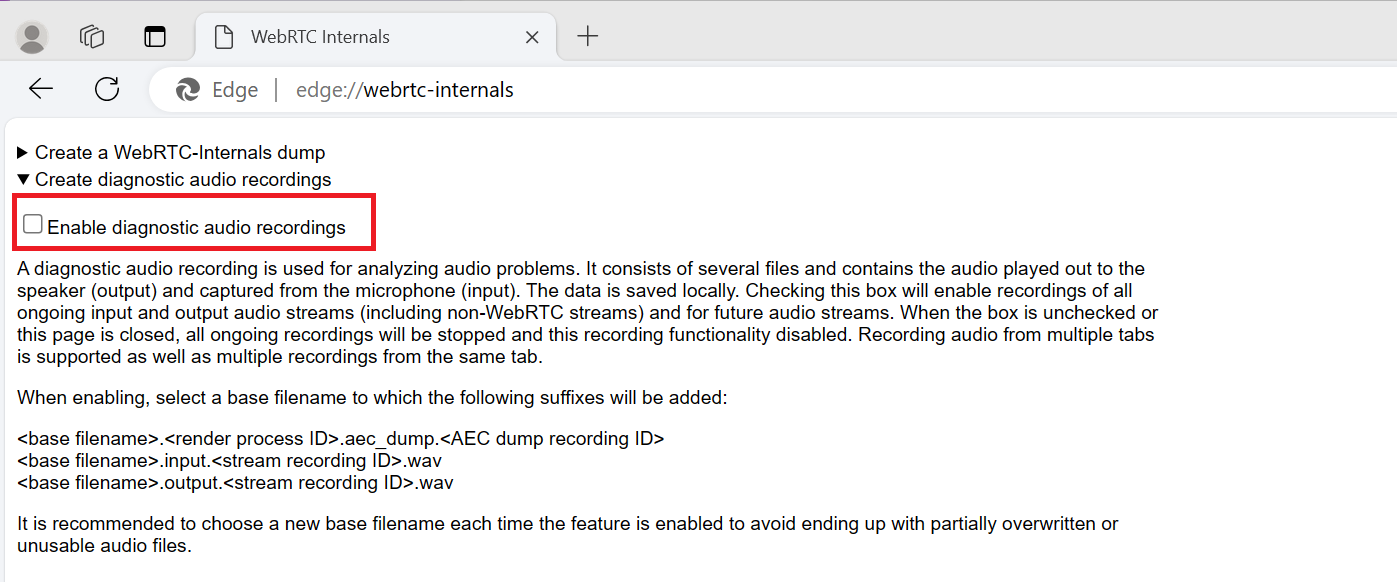 WebRTC Internals
Edge
edge://webrtc-internals
Create a WebRTC-Internals dump
Create diagnostic audio recordings
Enable diagnostic audio recordings
A diagnostic audio recording is used for analyzing audio problems. It consists of several files and contains the audio played out to the
speaker (output) and captured from the microphone (input). The data is saved locally. Checking this box will enable recordings of all
ongoing input and output audio streams (including non-WebRTC streams) and for future audio streams. When the box is unchecked or
this page is closed, all ongoing recordings will be stopped and this recording functionality disabled. Recording audio from multiple tabs
is supported as well as multiple recordings from the same tab.
When enabling, select a base filename to which the following suffixes will be added:
<base filename>.<render process ID>.aec_dump.<AEC dump recording ID>
<base filename>.input.<stream recording ID>.wav
<base filename>.output.<stream recording ID>.wav
It is recommended to choose a new base filename each time the feature is enabled to avoid ending up with partially overwritten or
unusable audio files.